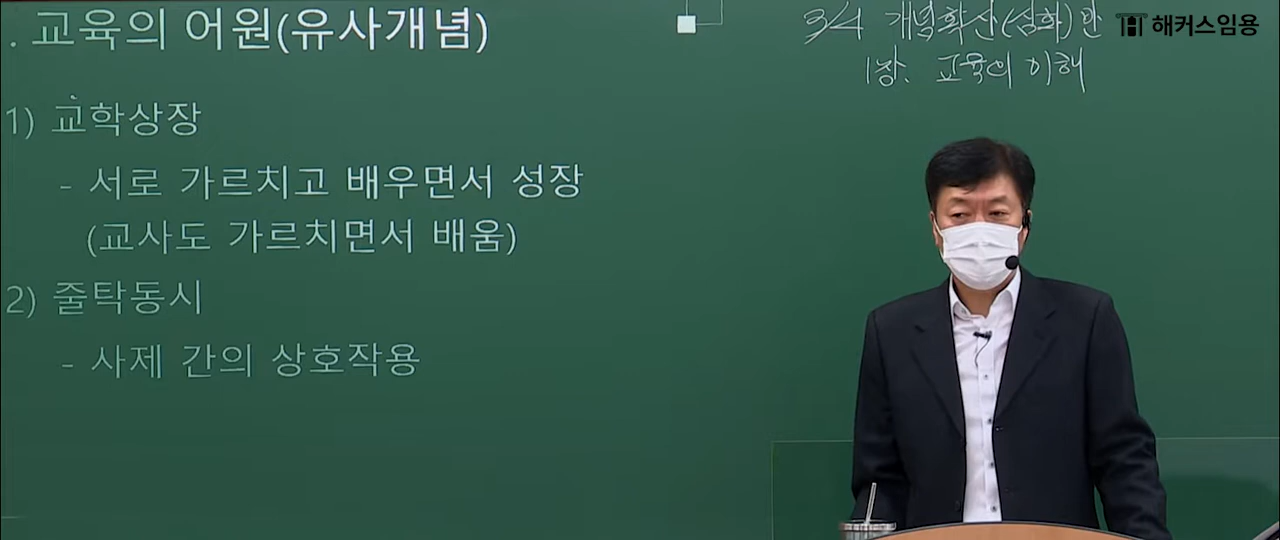 . 교육의 어원(유사개념)
3/4 개념확신(심화)반
1장. 교육의 이해
해커스임용
1) 교학상장
- 서로 가르치고 배우면서 성장
(교사도 가르치면서 배움)
2) 줄탁동시
- 사제 간의 상호작용